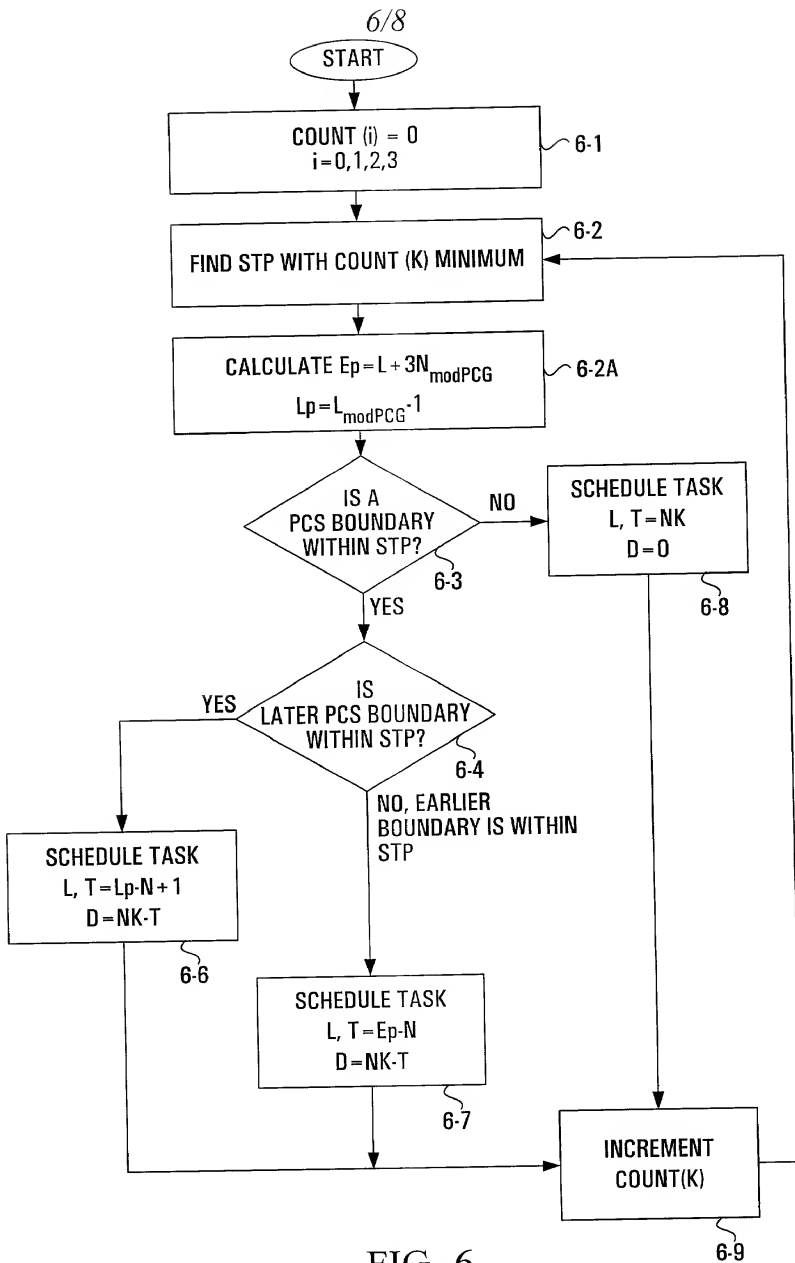 6/8
START
COUNT (i) = 0
i=0,1,2,3
6-1
FIND STP WITH COUNT (K) MINIMUM
6-2
CALCULATE Ep=L+3NmodPCG
Lp=LmodPCG-1
6-2A
IS A
PCS BOUNDARY
WITHIN STP?
6-3
NO
YES
SCHEDULE TASK
L, T=NK
D=0
6-8
IS
LATER PCS BOUNDARY
WITHIN STP?
6-4
YES
NO, EARLIER
BOUNDARY IS WITHIN
STP
SCHEDULE TASK
L, T=Lp-N+1
D=NK-T
6-6
SCHEDULE TASK
L, T=Ep-N
D=NK-T
6-7
INCREMENT
COUNT(K)
6-9
FIG. 6